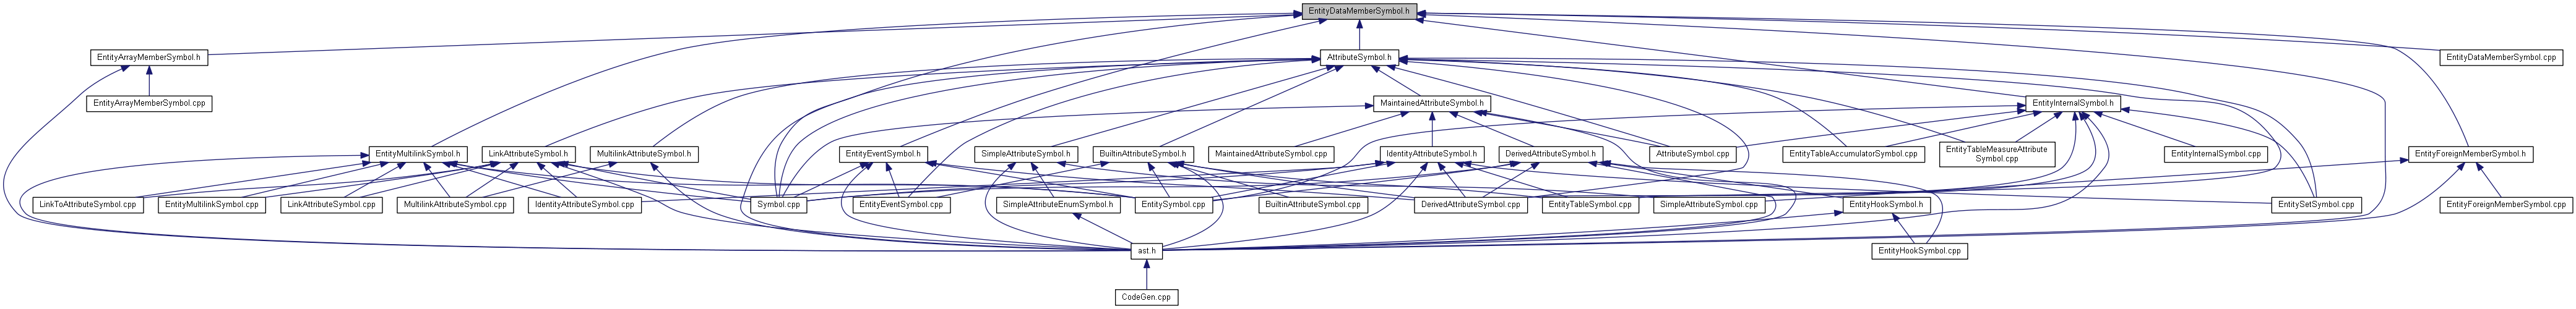 EntityDataMemberSymbol.h
EntityArrayMemberSymbol.h
AttributeSymbol.h
EntityDataMemberSymbol.cpp
EntityArrayMemberSymbol.cpp
MaintainedAttributeSymbol.h
EntityInternalSymbol.h
EntityMultilinkSymbol.h
LinkAttributeSymbol.h
MultilinkAttributeSymbol.h
EntityEventSymbol.h
SimpleAttributeSymbol.h
BuiltinAttributeSymbol.h
MaintainedAttributeSymbol.cpp
IdentityAttributeSymbol.h
DerivedAttributeSymbol.h
AttributeSymbol.cpp
EntityTableAccumulatorSymbol.cpp
EntityTableMeasureAttribute
Symbol.cpp
EntityInternalSymbol.cpp
EntityForeignMemberSymbol.h
LinkToAttributeSymbol.cpp
EntityMultilinkSymbol.cpp
LinkAttributeSymbol.cpp
MultilinkAttributeSymbol.cpp
IdentityAttributeSymbol.cpp
Symbol.cpp
EntityEventSymbol.cpp
SimpleAttributeEnumSymbol.h
EntitySymbol.cpp
BuiltinAttributeSymbol.cpp
DerivedAttributeSymbol.cpp
EntityTableSymbol.cpp
SimpleAttributeSymbol.cpp
EntityHookSymbol.h
EntitySetSymbol.cpp
EntityForeignMemberSymbol.cpp
ast.h
EntityHookSymbol.cpp
CodeGen.cpp